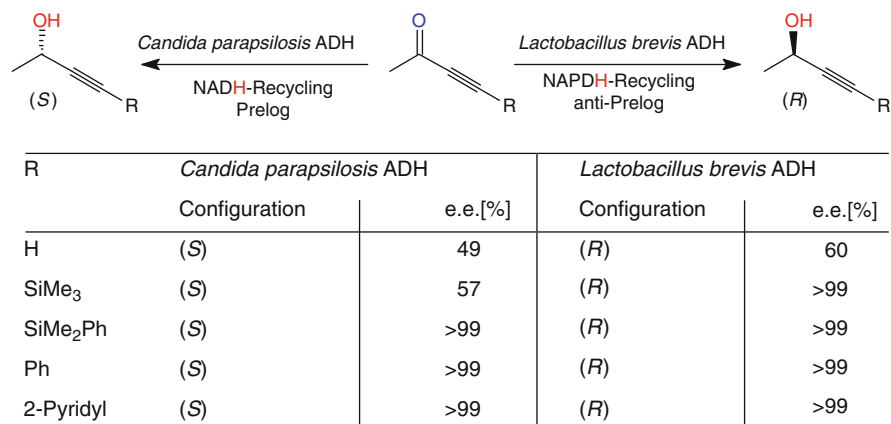 OH O OH
Candida parapsilosis ADH Lactobacillus brevis ADH
NADH-Recycling NAPDH-Recycling
Prelog anti-Prelog
(S) R R (R) R
R Candida parapsilosis ADH Lactobacillus brevis ADH
Configuration e.e.[%] Configuration e.e.[%]
H (S) 49 (R) 60
SiMe₃ (S) 57 (R) >99
SiMe₂Ph (S) >99 (R) >99
Ph (S) >99 (R) >99
2-Pyridyl (S) >99 (R) >99